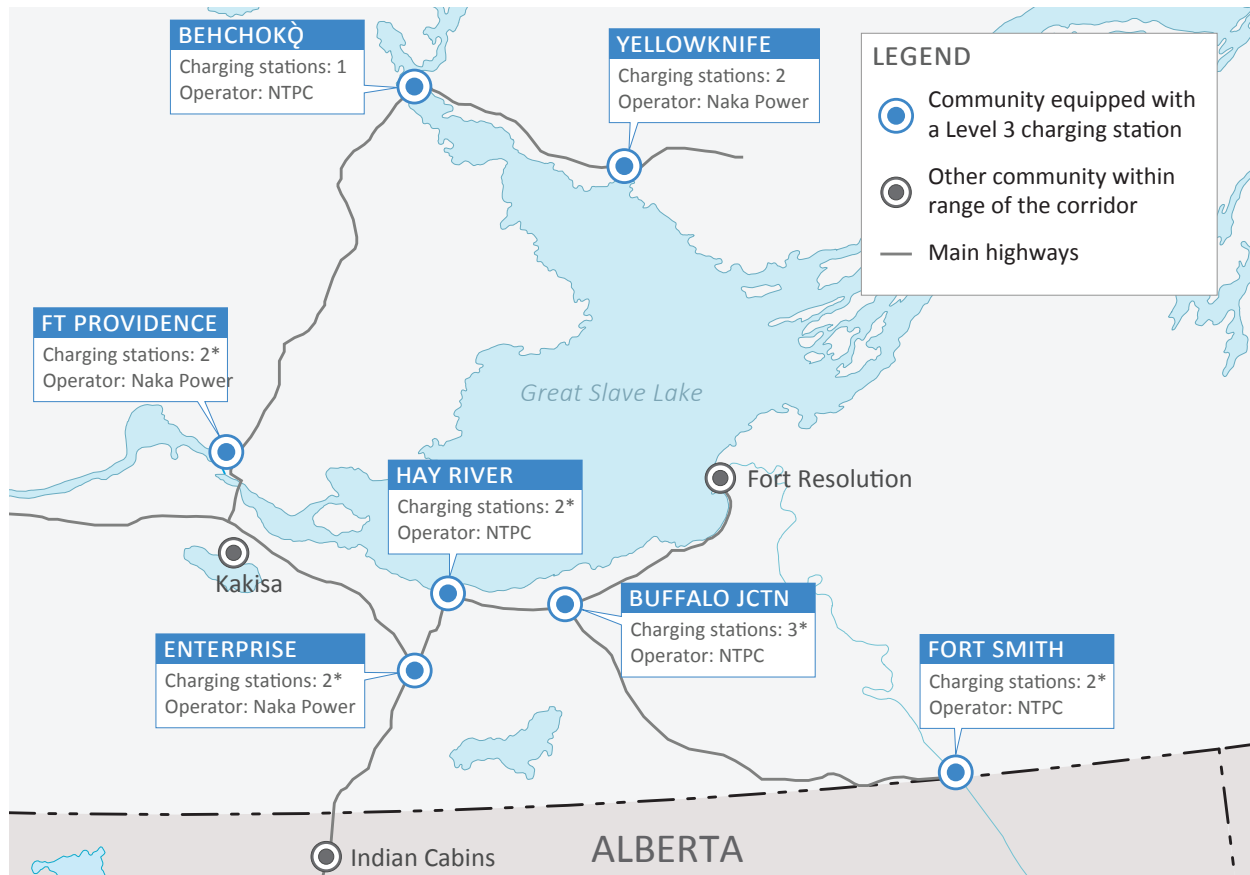 BEHCHOKǪ̀
Charging stations: 1
Operator: NTPC
YELLOWKNIFE
Charging stations: 2
Operator: Naka Power
LEGEND
Community equipped with
a Level 3 charging station
Other community within
range of the corridor
Main highways
FT PROVIDENCE
Charging stations: 2*
Operator: Naka Power
Great Slave Lake
HAY RIVER
Charging stations: 2*
Operator: NTPC
Fort Resolution
Kakisa
BUFFALO JCTN
Charging stations: 3*
Operator: NTPC
ENTERPRISE
Charging stations: 2*
Operator: Naka Power
FORT SMITH
Charging stations: 2*
Operator: NTPC
Indian Cabins
ALBERTA